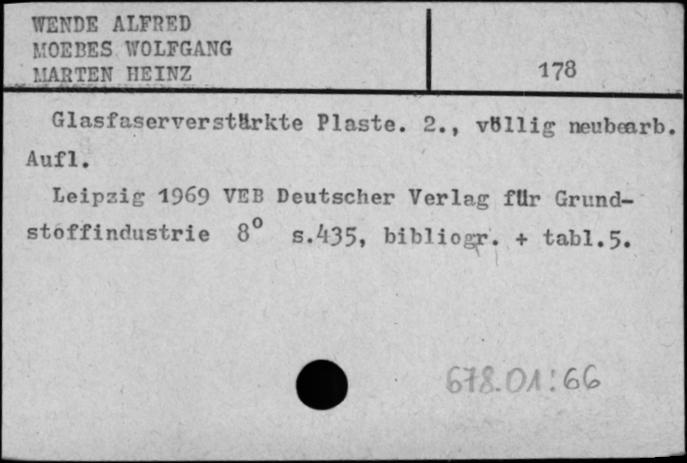 WENDE ALFRED
MOEBES WOLFGANG
MARTEN HEINZ
178
Glasfaserverstärkte Plaste. 2., völlig neubearb.
Aufl.
Leipzig 1969 VEB Deutscher Verlag für Grund-
stoffindustrie 8° s.435, bibliogr. + tabl.5.
678.01:66